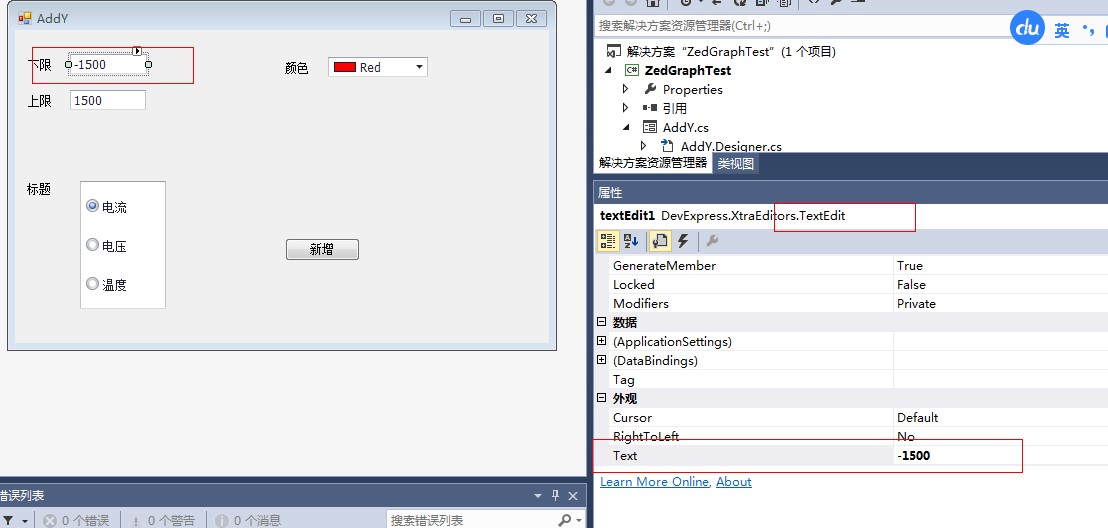 AddY
下限
-1500
颜色
Red
上限
1500
标题
电流
电压
温度
新增
搜索解决方案资源管理器(Ctrl+;)
du 英
解决方案“ZedGraphTest”(1 个项目)
C# ZedGraphTest
Properties
引用
AddY.cs
AddY.Designer.cs
解决方案资源管理器 类视图
属性
textEdit1 DevExpress.XtraEditors.TextEdit
GenerateMember True
Locked False
Modifiers Private
数据
(ApplicationSettings)
(DataBindings)
Tag
外观
Cursor Default
RightToLeft No
Text -1500
Learn More Online, About
错误列表
0 个错误 0 个警告 0 个消息 搜索错误列表